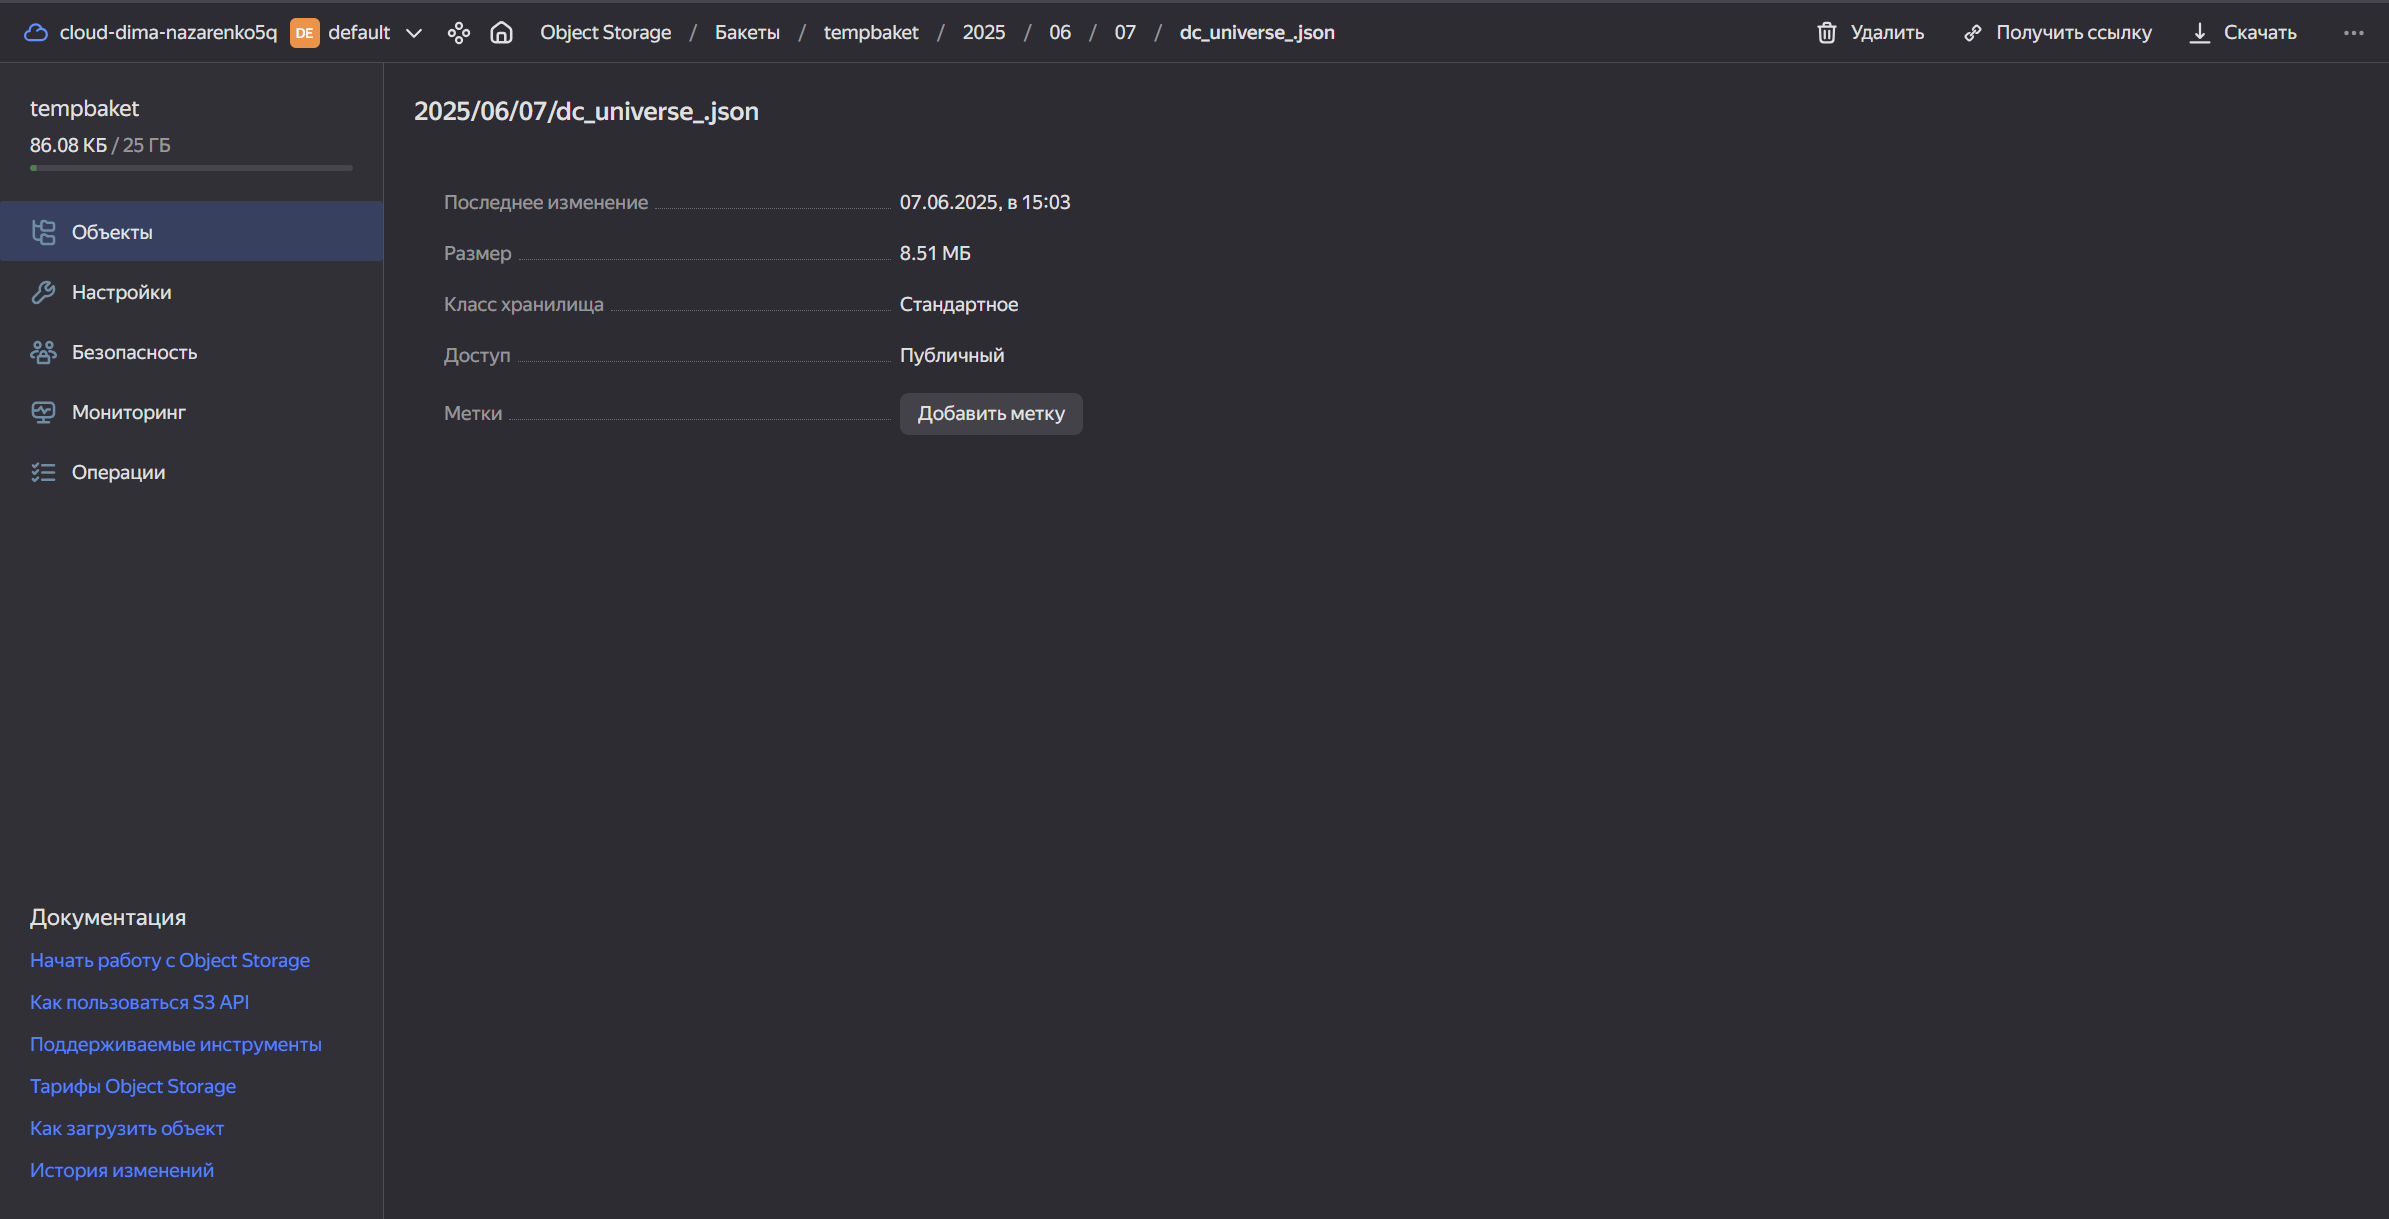 cloud-dima-nazarenko5q DE default Object Storage / Бакеты / tempbaket / 2025 / 06 / 07 / dc_universe_.json Удалить Получить ссылку Скачать
tempbaket
86.08 КБ / 25 ГБ
Объекты
Настройки
Безопасность
Мониторинг
Операции
Документация
Начать работу с Object Storage
Как пользоваться S3 API
Поддерживаемые инструменты
Тарифы Object Storage
Как загрузить объект
История изменений
2025/06/07/dc_universe_.json
Последнее изменение 07.06.2025, в 15:03
Размер 8.51 МБ
Класс хранилища Стандартное
Доступ Публичный
Метки Добавить метку